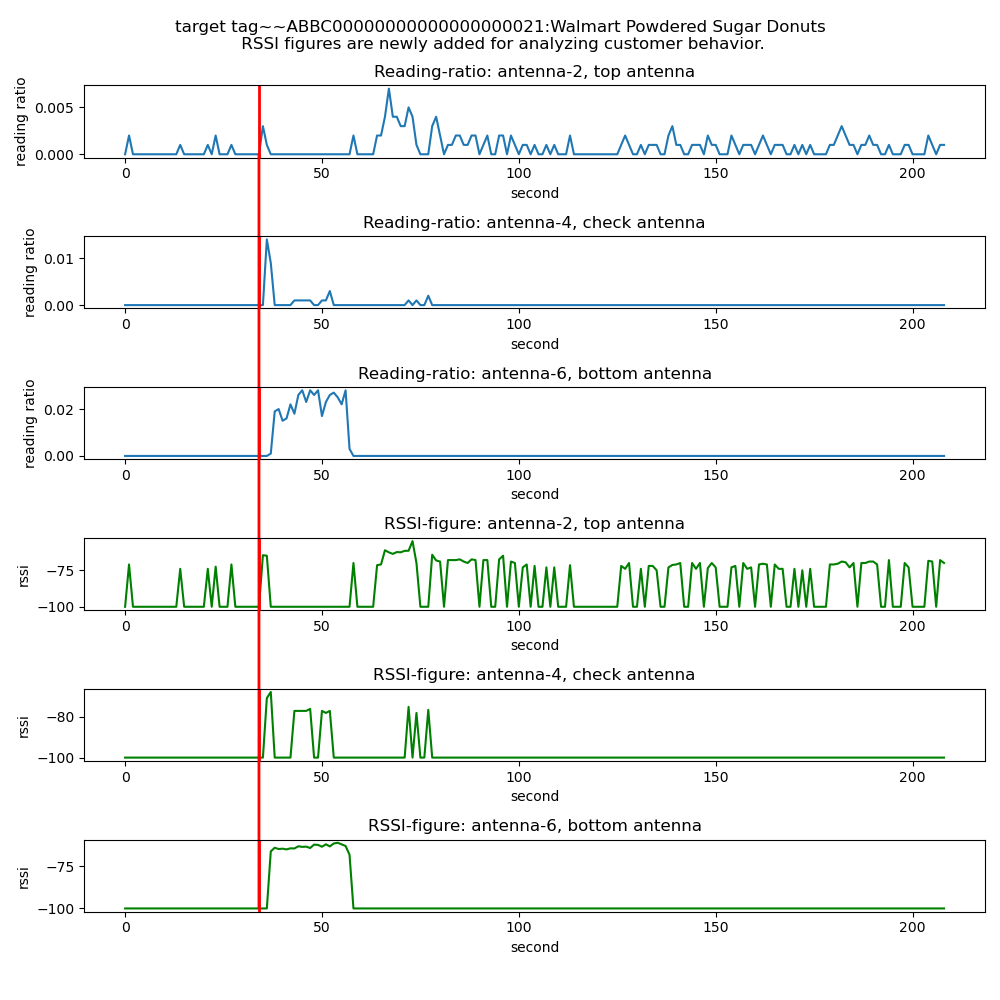 target tag~~ABBC00000000000000000021:Walmart Powdered Sugar Donuts
RSSI figures are newly added for analyzing customer behavior.
Reading-ratio: antenna-2, top antenna
reading ratio
0.005
0.000
0 50 100 150 200
second
Reading-ratio: antenna-4, check antenna
reading ratio
0.01
0.00
0 50 100 150 200
second
Reading-ratio: antenna-6, bottom antenna
reading ratio
0.02
0.00
0 50 100 150 200
second
RSSI-figure: antenna-2, top antenna
rssi
−75
−100
0 50 100 150 200
second
RSSI-figure: antenna-4, check antenna
rssi
−80
−100
0 50 100 150 200
second
RSSI-figure: antenna-6, bottom antenna
rssi
−75
−100
0 50 100 150 200
second